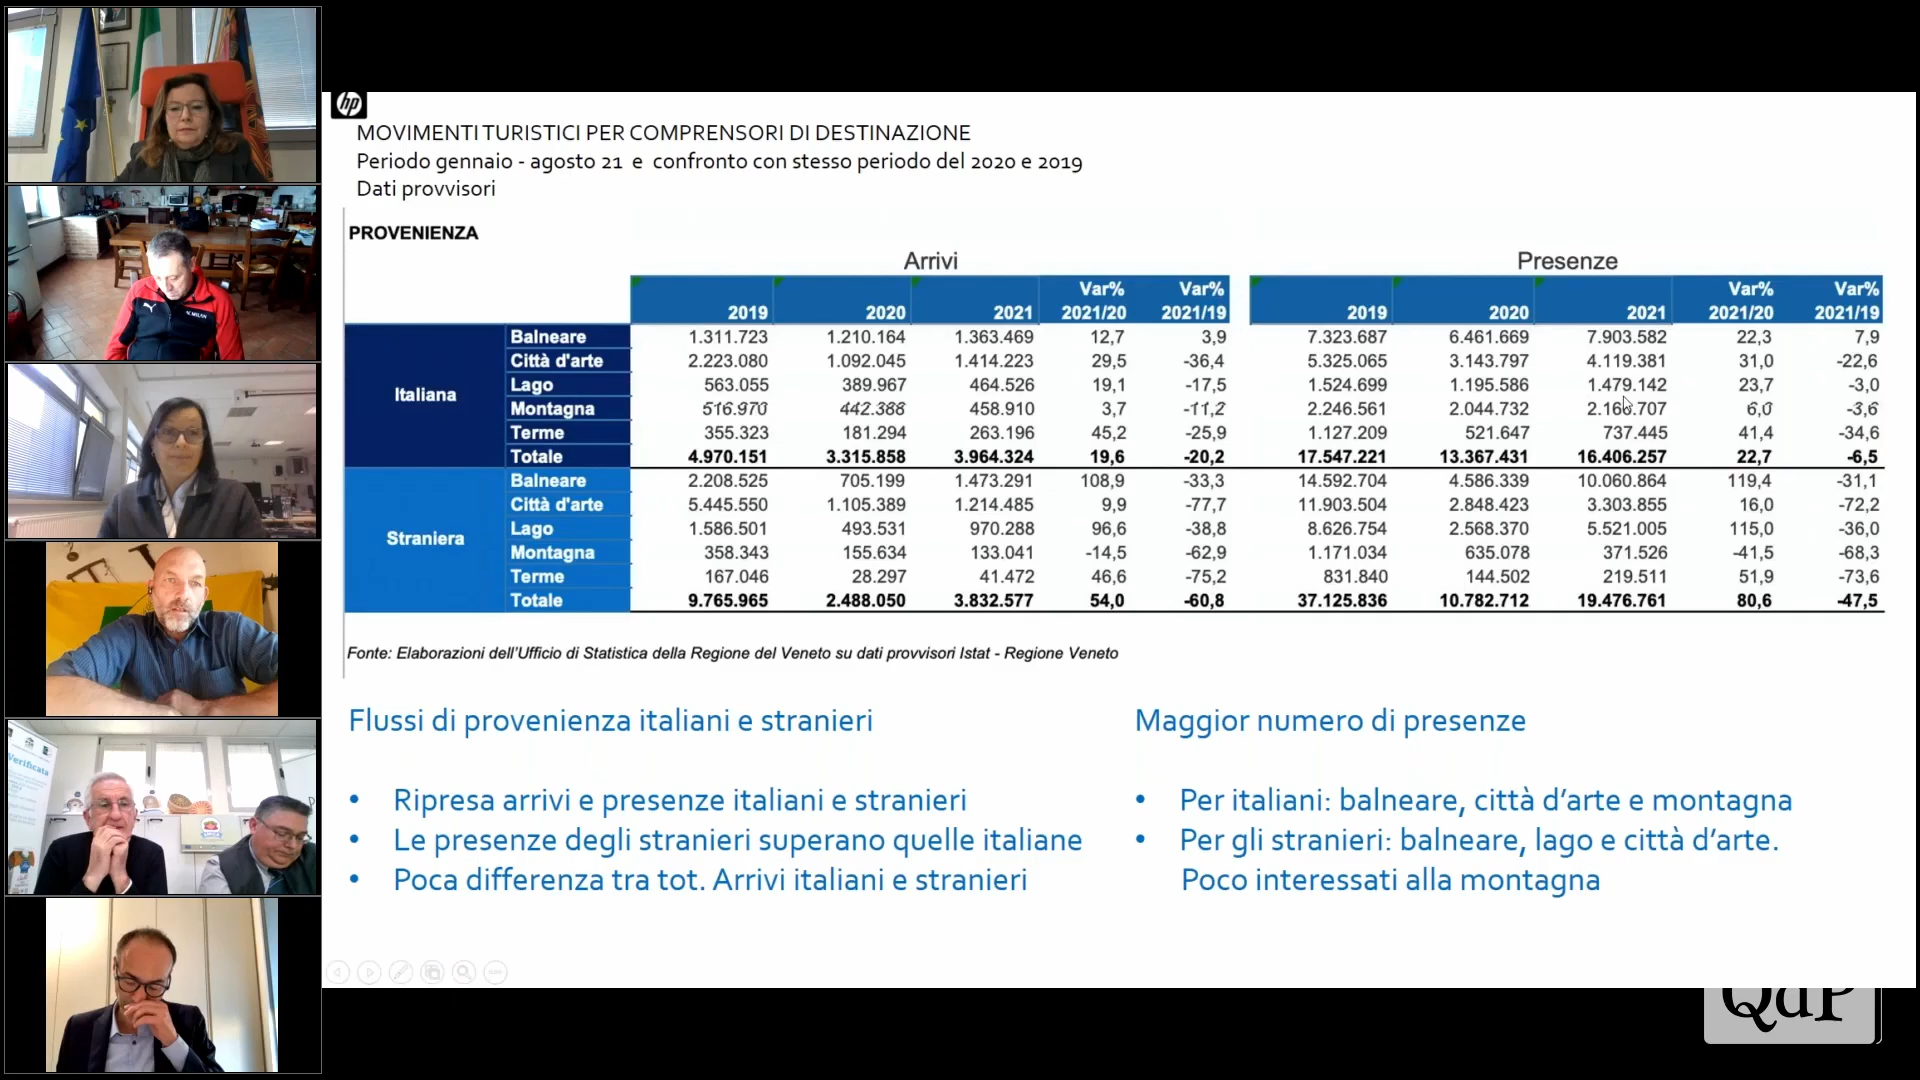 hp
MOVIMENTI TURISTICI PER COMPRENSORI DI DESTINAZIONE
Periodo gennaio - agosto 21 e confronto con stesso periodo del 2020 e 2019
Dati provvisori
PROVENIENZA
Arrivi Presenze
2019 2020 2021 Var% 2021/20 Var% 2021/19 2019 2020 2021 Var% 2021/20 Var% 2021/19
Italiana
Balneare 1.311.723 1.210.164 1.363.469 12,7 3,9 7.323.687 6.461.669 7.903.582 22,3 7,9
Città d'arte 2.223.080 1.092.045 1.414.223 29,5 -36,4 5.325.065 3.143.797 4.119.381 31,0 -22,6
Lago 563.055 389.967 464.526 19,1 -17,5 1.524.699 1.195.586 1.479.142 23,7 -3,0
Montagna 516.970 442.388 458.910 3,7 -11,2 2.246.561 2.044.732 2.166.707 6,0 -3,6
Terme 355.323 181.294 263.196 45,2 -25,9 1.127.209 521.647 737.445 41,4 -34,6
Totale 4.970.151 3.315.858 3.964.324 19,6 -20,2 17.547.221 13.367.431 16.406.257 22,7 -6,5
Straniera
Balneare 2.208.525 705.199 1.473.291 108,9 -33,3 14.592.704 4.586.339 10.060.864 119,4 -31,1
Città d'arte 5.445.550 1.105.389 1.214.485 9,9 -77,7 11.903.504 2.848.423 3.303.855 16,0 -72,2
Lago 1.586.501 493.531 970.288 96,6 -38,8 8.626.754 2.568.370 5.521.005 115,0 -36,0
Montagna 358.343 155.634 133.041 -14,5 -62,9 1.171.034 635.078 371.526 -41,5 -68,3
Terme 167.046 28.297 41.472 46,6 -75,2 831.840 144.502 219.511 51,9 -73,6
Totale 9.765.965 2.488.050 3.832.577 54,0 -60,8 37.125.836 10.782.712 19.476.761 80,6 -47,5
Fonte: Elaborazioni dell'Ufficio di Statistica della Regione del Veneto su dati provvisori Istat - Regione Veneto
Flussi di provenienza italiani e stranieri
• Ripresa arrivi e presenze italiani e stranieri
• Le presenze degli stranieri superano quelle italiane
• Poca differenza tra tot. Arrivi italiani e stranieri
Maggior numero di presenze
• Per italiani: balneare, città d'arte e montagna
• Per gli stranieri: balneare, lago e città d'arte.
Poco interessati alla montagna
QdP
Verificata